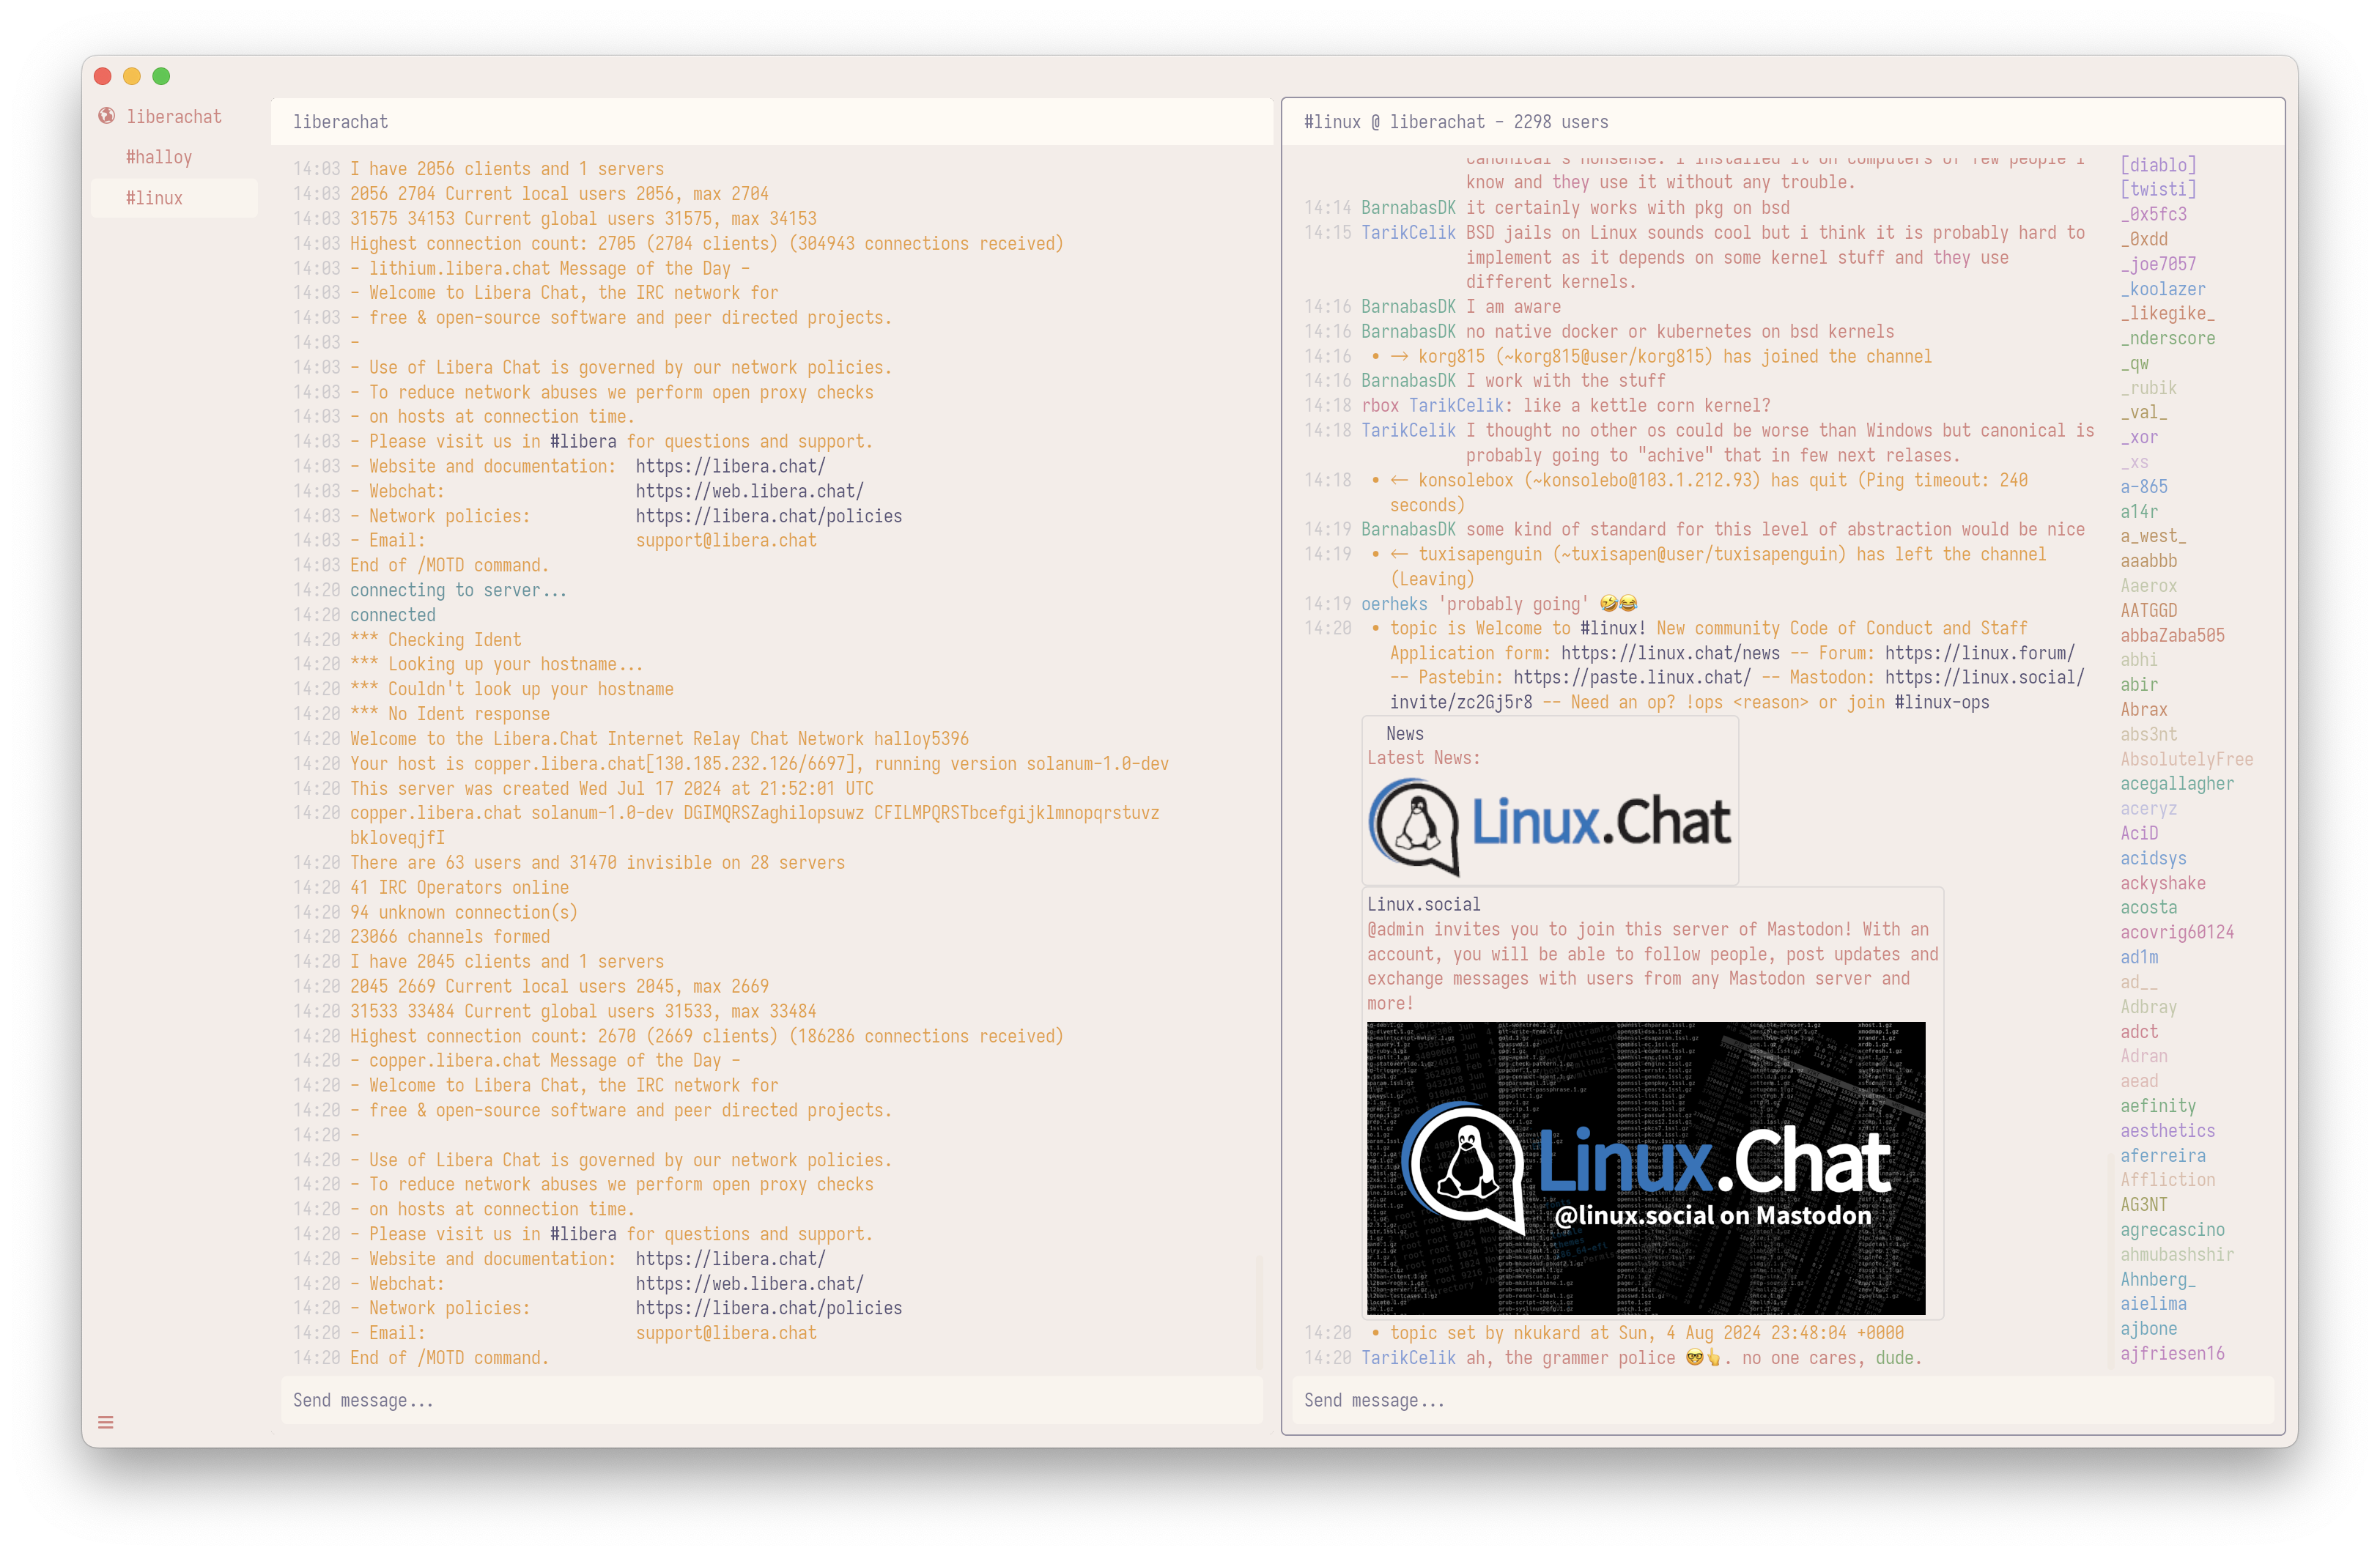 liberachat
#halloy
#linux
liberachat
14:03 I have 2056 clients and 1 servers
14:03 2056 2704 Current local users 2056, max 2704
14:03 31575 34153 Current global users 31575, max 34153
14:03 Highest connection count: 2705 (2704 clients) (304943 connections received)
14:03 - lithium.libera.chat Message of the Day -
14:03 - Welcome to Libera Chat, the IRC network for
14:03 - free & open-source software and peer directed projects.
14:03 -
14:03 - Use of Libera Chat is governed by our network policies.
14:03 - To reduce network abuses we perform open proxy checks
14:03 - on hosts at connection time.
14:03 - Please visit us in #libera for questions and support.
14:03 - Website and documentation: https://libera.chat/
14:03 - Webchat: https://web.libera.chat/
14:03 - Network policies: https://libera.chat/policies
14:03 - Email: support@libera.chat
14:03 End of /MOTD command.
14:20 connecting to server...
14:20 connected
14:20 *** Checking Ident
14:20 *** Looking up your hostname...
14:20 *** Couldn't look up your hostname
14:20 *** No Ident response
14:20 Welcome to the Libera.Chat Internet Relay Chat Network halloy5396
14:20 Your host is copper.libera.chat[130.185.232.126/6697], running version solanum-1.0-dev
14:20 This server was created Wed Jul 17 2024 at 21:52:01 UTC
14:20 copper.libera.chat solanum-1.0-dev DGIMQRSZaghilopsuwz CFILMPQRSTbcefgijklmnopqrstuvz
bkloveqjfI
14:20 There are 63 users and 31470 invisible on 28 servers
14:20 41 IRC Operators online
14:20 94 unknown connection(s)
14:20 23066 channels formed
14:20 I have 2045 clients and 1 servers
14:20 2045 2669 Current local users 2045, max 2669
14:20 31533 33484 Current global users 31533, max 33484
14:20 Highest connection count: 2670 (2669 clients) (186286 connections received)
14:20 - copper.libera.chat Message of the Day -
14:20 - Welcome to Libera Chat, the IRC network for
14:20 - free & open-source software and peer directed projects.
14:20 -
14:20 - Use of Libera Chat is governed by our network policies.
14:20 - To reduce network abuses we perform open proxy checks
14:20 - on hosts at connection time.
14:20 - Please visit us in #libera for questions and support.
14:20 - Website and documentation: https://libera.chat/
14:20 - Webchat: https://web.libera.chat/
14:20 - Network policies: https://libera.chat/policies
14:20 - Email: support@libera.chat
14:20 End of /MOTD command.
Send message...
#linux @ liberachat - 2298 users
canonical's nonsense. i installed it on computers of few people i
know and they use it without any trouble.
14:14 BarnabasDK it certainly works with pkg on bsd
14:15 TarikCelik BSD jails on Linux sounds cool but i think it is probably hard to
implement as it depends on some kernel stuff and they use
different kernels.
14:16 BarnabasDK I am aware
14:16 BarnabasDK no native docker or kubernetes on bsd kernels
14:16 • → korg815 (~korg815@user/korg815) has joined the channel
14:16 BarnabasDK I work with the stuff
14:18 rbox TarikCelik: like a kettle corn kernel?
14:18 TarikCelik I thought no other os could be worse than Windows but canonical is
probably going to "achive" that in few next relases.
14:18 • ← konsolebox (~konsolebo@103.1.212.93) has quit (Ping timeout: 240
seconds)
14:19 BarnabasDK some kind of standard for this level of abstraction would be nice
14:19 • ← tuxisapenguin (~tuxisapen@user/tuxisapenguin) has left the channel
(Leaving)
14:19 oerheks 'probably going' 🤣😂
14:20 • topic is Welcome to #linux! New community Code of Conduct and Staff
Application form: https://linux.chat/news -- Forum: https://linux.forum/
-- Pastebin: https://paste.linux.chat/ -- Mastodon: https://linux.social/
invite/zc2Gj5r8 -- Need an op? !ops <reason> or join #linux-ops
News
Latest News:
Linux.Chat
Linux.social
@admin invites you to join this server of Mastodon! With an
account, you will be able to follow people, post updates and
exchange messages with users from any Mastodon server and
more!
Linux.Chat
@linux.social on Mastodon
14:20 • topic set by nkukard at Sun, 4 Aug 2024 23:48:04 +0000
14:20 TarikCelik ah, the grammer police 🤓👆. no one cares, dude.
Send message...
[diablo]
[twisti]
_0x5fc3
_0xdd
_joe7057
_koolazer
_likegike_
_nderscore
_qw
_rubik
_val_
_xor
_xs
a-865
a14r
a_west_
aaabbb
Aaerox
AATGGD
abbaZaba505
abhi
abir
Abrax
abs3nt
AbsolutelyFree
acegallagher
aceryz
AciD
acidsys
ackyshake
acosta
acovrig60124
ad1m
ad__
Adbray
adct
Adran
aead
aefinity
aesthetics
aferreira
Affliction
AG3NT
agrecascino
ahmubashshir
Ahnberg_
aielima
ajbone
ajfriesen16